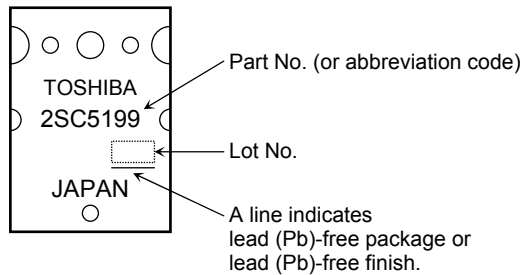 TOSHIBA
2SC5199
JAPAN
Part No. (or abbreviation code)
Lot No.
A line indicates
lead (Pb)-free package or
lead (Pb)-free finish.